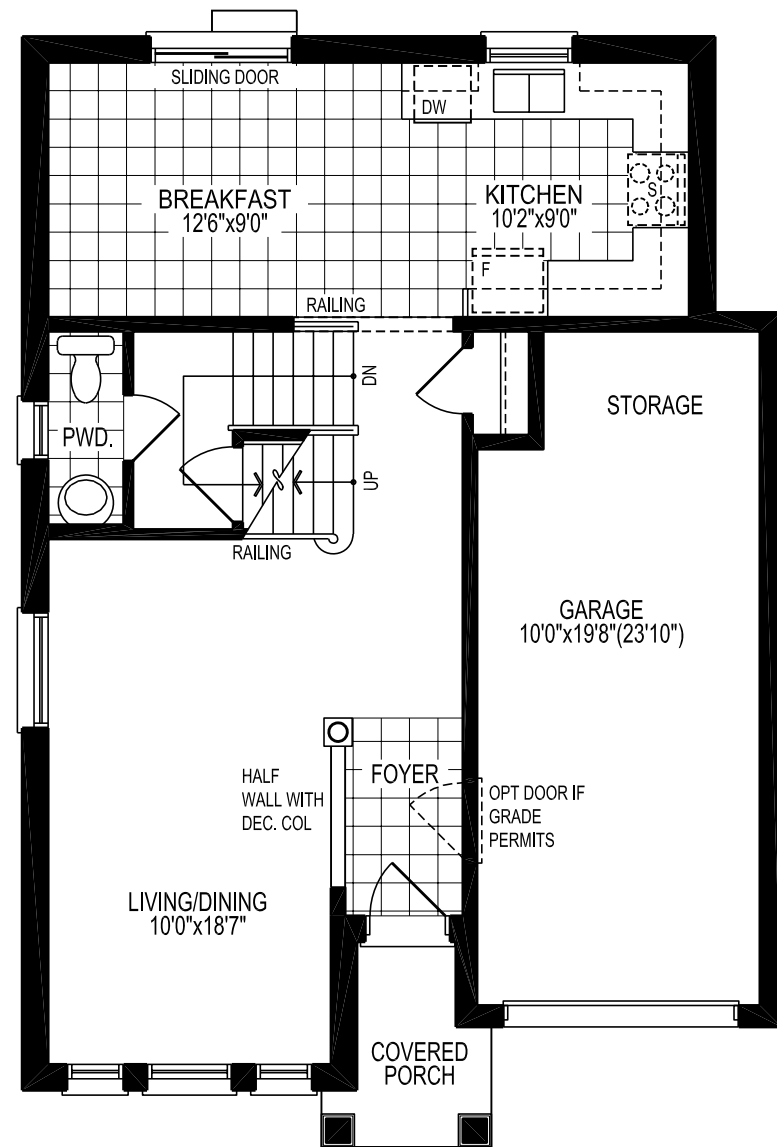 SLIDING DOOR
DW
BREAKFAST
12'6"x9'0"
KITCHEN
10'2"x9'0"
S
F
RAILING
DN
STORAGE
PWD.
UP
RAILING
GARAGE
10'0"x19'8"(23'10")
FOYER
HALF
WALL WITH
DEC. COL
OPT DOOR IF
GRADE
PERMITS
LIVING/DINING
10'0"x18'7"
COVERED
PORCH